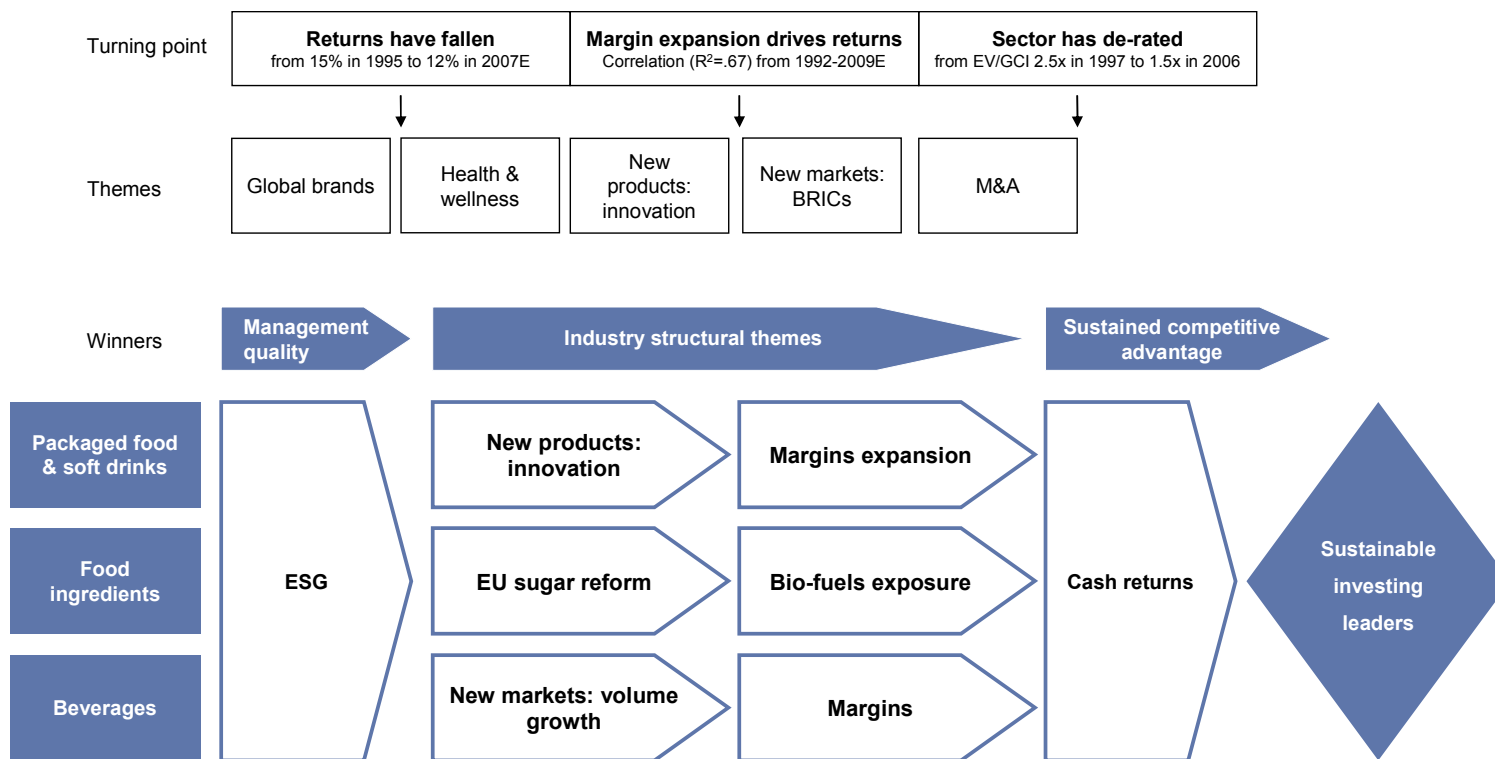 Turning point
Returns have fallen
from 15% in 1995 to 12% in 2007E
Margin expansion drives returns
Correlation (R²=.67) from 1992-2009E
Sector has de-rated
from EV/GCI 2.5x in 1997 to 1.5x in 2006
Themes
Global brands
Health &
wellness
New
products:
innovation
New markets:
BRICs
M&A
Winners
Management
quality
Industry structural themes
Sustained competitive
advantage
Packaged food
& soft drinks
Food
ingredients
Beverages
ESG
New products:
innovation
Margins expansion
EU sugar reform
Bio-fuels exposure
New markets: volume
growth
Margins
Cash returns
Sustainable
investing
leaders